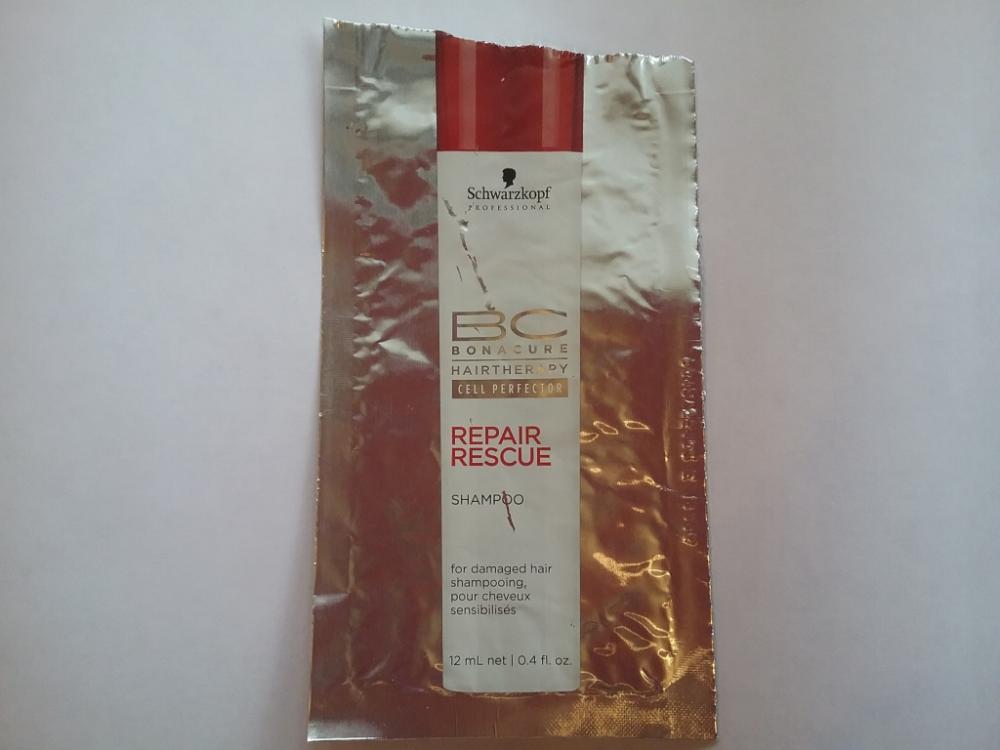 Schwarzkopf
PROFESSIONAL
BC
BONACURE
HAIRTHERAPY
CELL PERFECTOR
REPAIR
RESCUE
SHAMPOO
for damaged hair
shampooing,
pour cheveux
sensibilisés
12 mL net | 0.4 fl. oz.